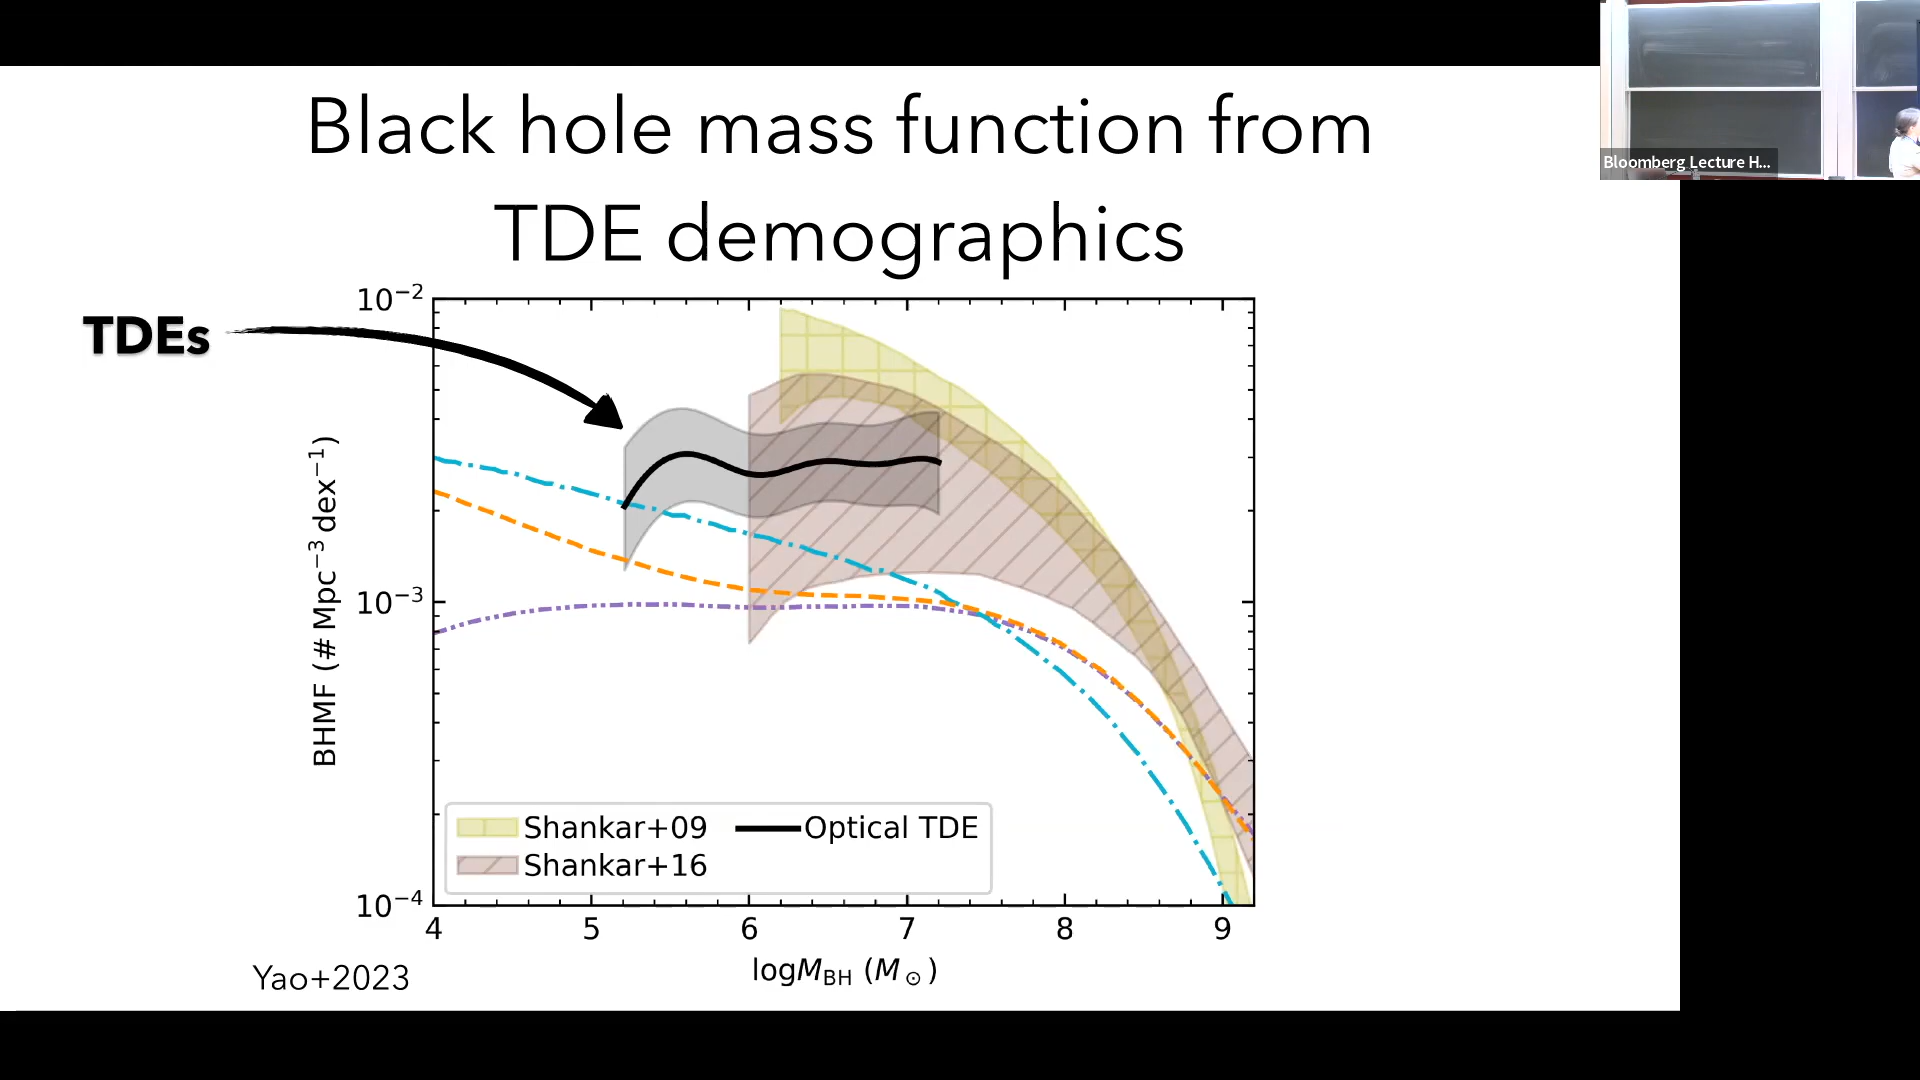 Black hole mass function from
TDE demographics
TDEs
10⁻²
10⁻³
10⁻⁴
BHMF (# Mpc⁻³ dex⁻¹)
Shankar+09
Optical TDE
Shankar+16
4 5 6 7 8 9
logM_BH (M_⊙)
Yao+2023
Bloomberg Lecture H...